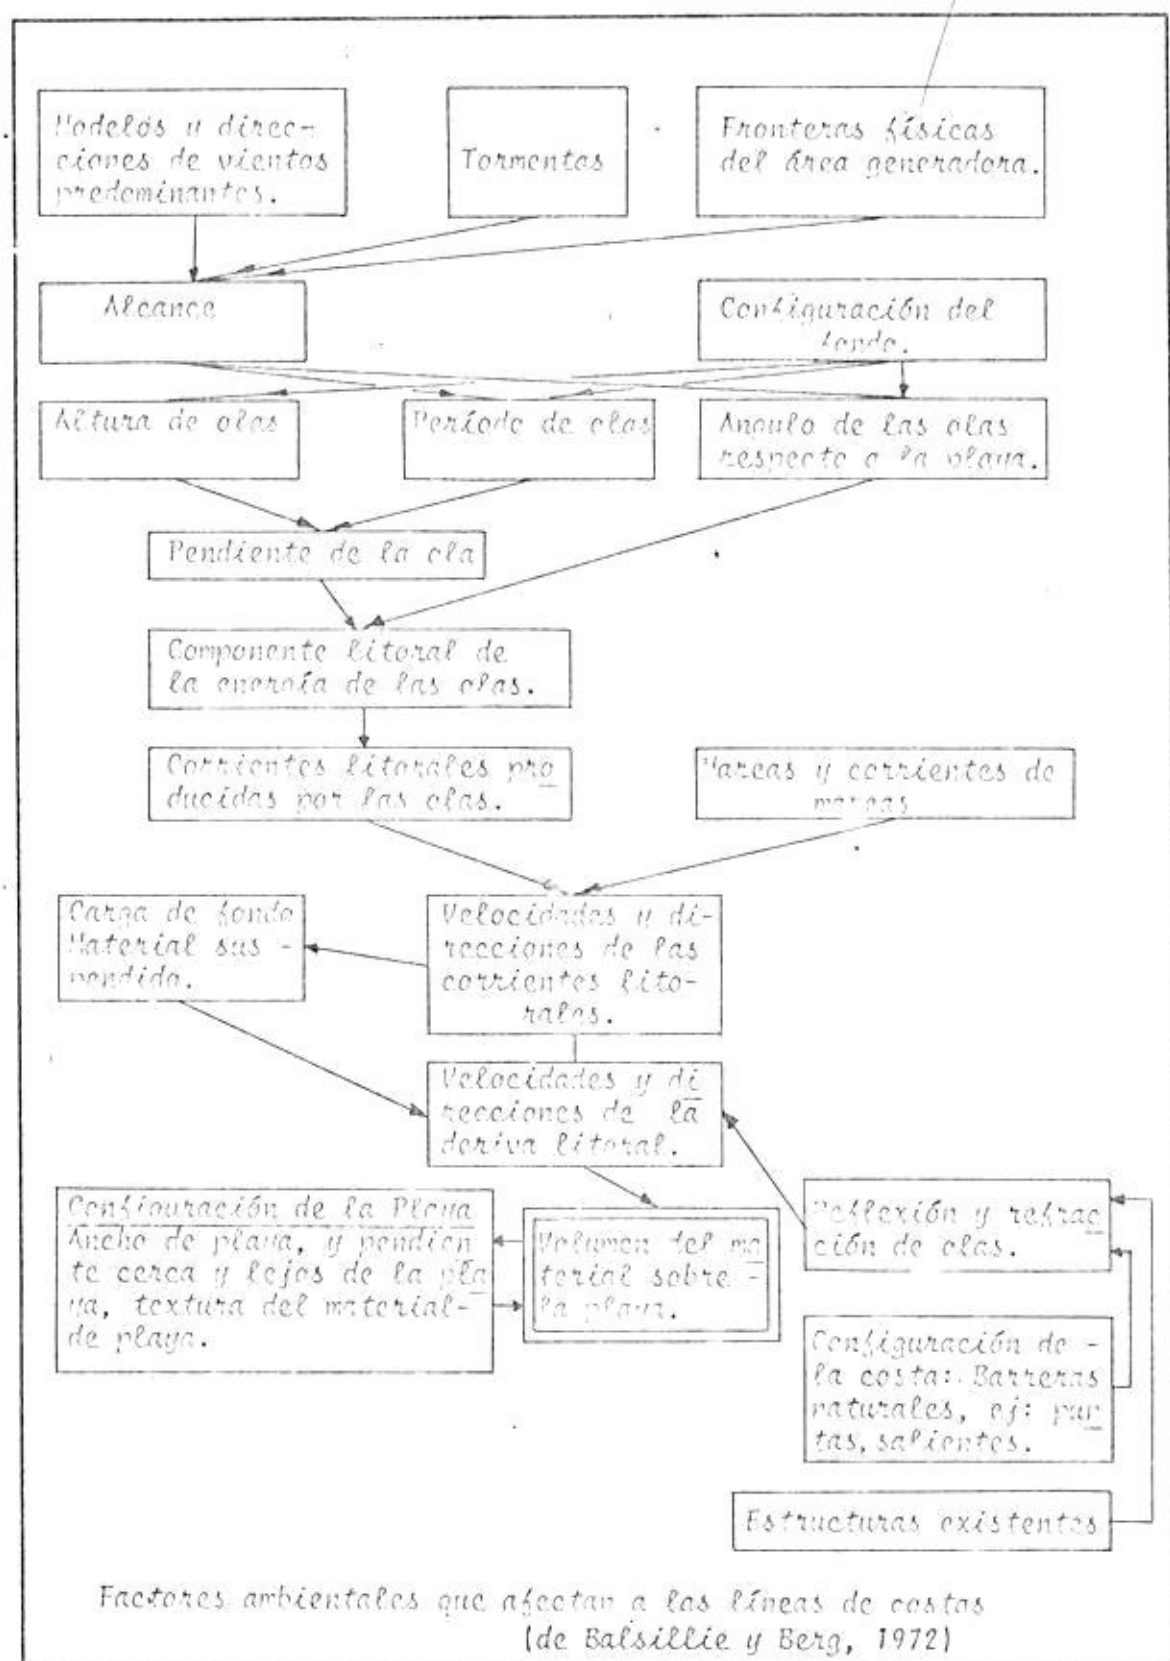 Modelos y direc-
ciones de vientos
predominantes.
Tormentas
Fronteras físicas
del área generadora.
Alcance
Configuración del
fondo.
Altura de olas
Período de olas
Angulo de las olas
respecto a la playa.
Pendiente de la ola
Componente litoral de
la energía de las olas.
Corrientes litorales pro
ducidas por las olas.
Mareas y corrientes de
mareas
Carga de fondo
Material sus -
pendido.
Velocidades y di-
recciones de las
corrientes lito-
rales.
Velocidades y di
recciones de la
deriva litoral.
Configuración de la Playa
Ancho de playa, y pendien
te cerca y lejos de la pla
ya, textura del material-
de playa.
Volumen del ma
terial sobre -
la playa.
Reflexión y refrac
ción de olas.
Configuración de -
la costa: Barreras
naturales, ej: pun
tas, salientes.
Estructuras existentes
Factores ambientales que afectan a las líneas de costas
(de Balsillie y Berg, 1972)